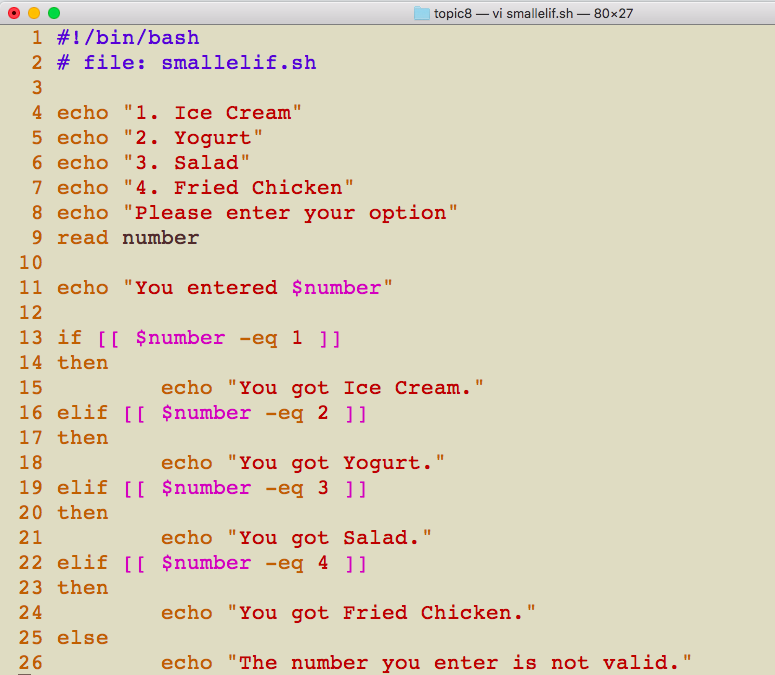 topic8 — vi smallelif.sh — 80×27
1 #!/bin/bash
2 # file: smallelif.sh
3
4 echo "1. Ice Cream"
5 echo "2. Yogurt"
6 echo "3. Salad"
7 echo "4. Fried Chicken"
8 echo "Please enter your option"
9 read number
10
11 echo "You entered $number"
12
13 if [[ $number -eq 1 ]]
14 then
15         echo "You got Ice Cream."
16 elif [[ $number -eq 2 ]]
17 then
18         echo "You got Yogurt."
19 elif [[ $number -eq 3 ]]
20 then
21         echo "You got Salad."
22 elif [[ $number -eq 4 ]]
23 then
24         echo "You got Fried Chicken."
25 else
26         echo "The number you enter is not valid."